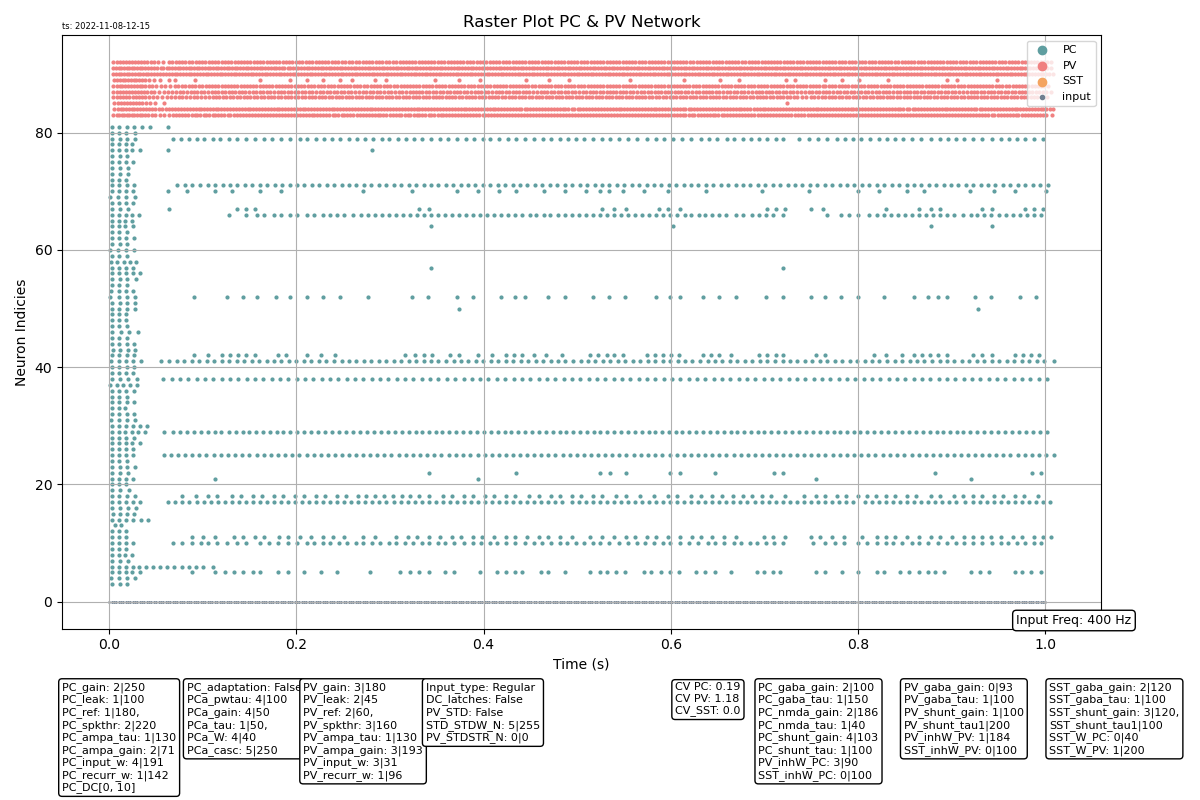 ts: 2022-11-08-12-15
Raster Plot PC & PV Network
PC
PV
SST
input
Neuron Indicies
80
60
40
20
0
0.0
0.2
0.4
0.6
0.8
1.0
Time (s)
Input Freq: 400 Hz
PC_gain: 2|250
PC_leak: 1|100
PC_ref: 1|180,
PC_spkthr: 2|220
PC_ampa_tau: 1|130
PC_ampa_gain: 2|71
PC_input_w: 4|191
PC_recurr_w: 1|142
PC_DC[0, 10]
PC_adaptation: False
PCa_pwtau: 4|100
PCa_gain: 4|50
PCa_tau: 1|50,
PCa_W: 4|40
PCa_casc: 5|250
PV_gain: 3|180
PV_leak: 2|45
PV_ref: 2|60,
PV_spkthr: 3|160
PV_ampa_tau: 1|130
PV_ampa_gain: 3|193
PV_input_w: 3|31
PV_recurr_w: 1|96
Input_type: Regular
DC_latches: False
PV_STD: False
STD_STDW_N: 5|255
PV_STDSTR_N: 0|0
CV PC: 0.19
CV PV: 1.18
CV_SST: 0.0
PC_gaba_gain: 2|100
PC_gaba_tau: 1|150
PC_nmda_gain: 2|186
PC_nmda_tau: 1|40
PC_shunt_gain: 4|103
PC_shunt_tau: 1|100
PV_inhW_PC: 3|90
SST_inhW_PC: 0|100
PV_gaba_gain: 0|93
PV_gaba_tau: 1|100
PV_shunt_gain: 1|100
PV_shunt_tau1|200
PV_inhW_PV: 1|184
SST_inhW_PV: 0|100
SST_gaba_gain: 2|120
SST_gaba_tau: 1|100
SST_shunt_gain: 3|120,
SST_shunt_tau1|100
SST_W_PC: 0|40
SST_W_PV: 1|200